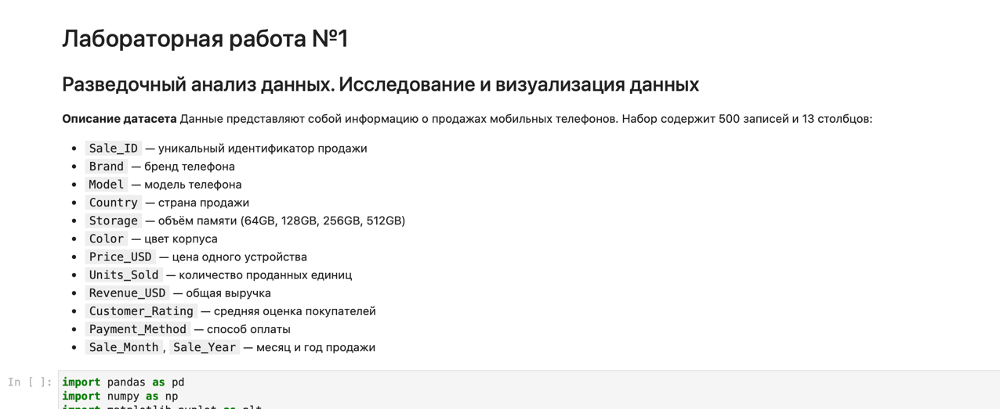 Лабораторная работа №1
Разведочный анализ данных. Исследование и визуализация данных
Описание датасета Данные представляют собой информацию о продажах мобильных телефонов. Набор содержит 500 записей и 13 столбцов:
• Sale_ID — уникальный идентификатор продажи
• Brand — бренд телефона
• Model — модель телефона
• Country — страна продажи
• Storage — объём памяти (64GB, 128GB, 256GB, 512GB)
• Color — цвет корпуса
• Price_USD — цена одного устройства
• Units_Sold — количество проданных единиц
• Revenue_USD — общая выручка
• Customer_Rating — средняя оценка покупателей
• Payment_Method — способ оплаты
• Sale_Month, Sale_Year — месяц и год продажи
In [ ]: import pandas as pd
import numpy as np
import matplotlib.pyplot as plt